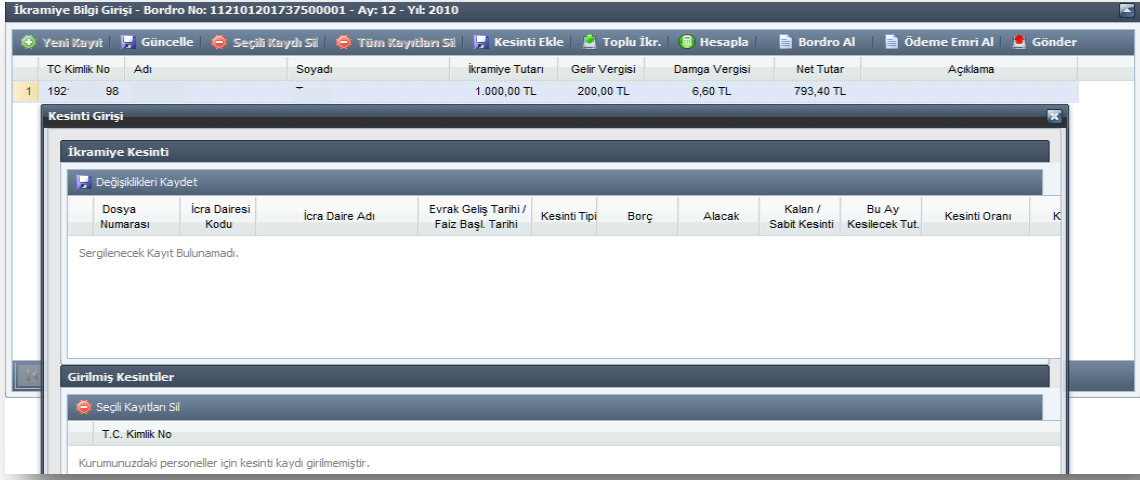 İkramiye Bilgi Girişi - Bordro No: 112101201737500001 - Ay: 12 - Yıl: 2010
Yeni Kayıt Güncelle Seçili Kaydı Sil Tüm Kayıtları Sil Kesinti Ekle Toplu İkr. Hesapla Bordro Al Ödeme Emri Al Gönder
TC Kimlik No Adı Soyadı İkramiye Tutarı Gelir Vergisi Damga Vergisi Net Tutar Açıklama
1 192 98 1.000,00 TL 200,00 TL 6,60 TL 793,40 TL
Kesinti Girişi
İkramiye Kesinti
Değişiklikleri Kaydet
Dosya Numarası İcra Dairesi Kodu İcra Daire Adı Evrak Geliş Tarihi / Faiz Başl. Tarihi Kesinti Tipi Borç Alacak Kalan / Sabit Kesinti Bu Ay Kesilecek Tut. Kesinti Oranı K
Sergilenecek Kayıt Bulunamadı.
Girilmiş Kesintiler
Seçili Kayıtları Sil
T.C. Kimlik No
Kurumunuzdaki personeller için kesinti kaydı girilmemiştir.